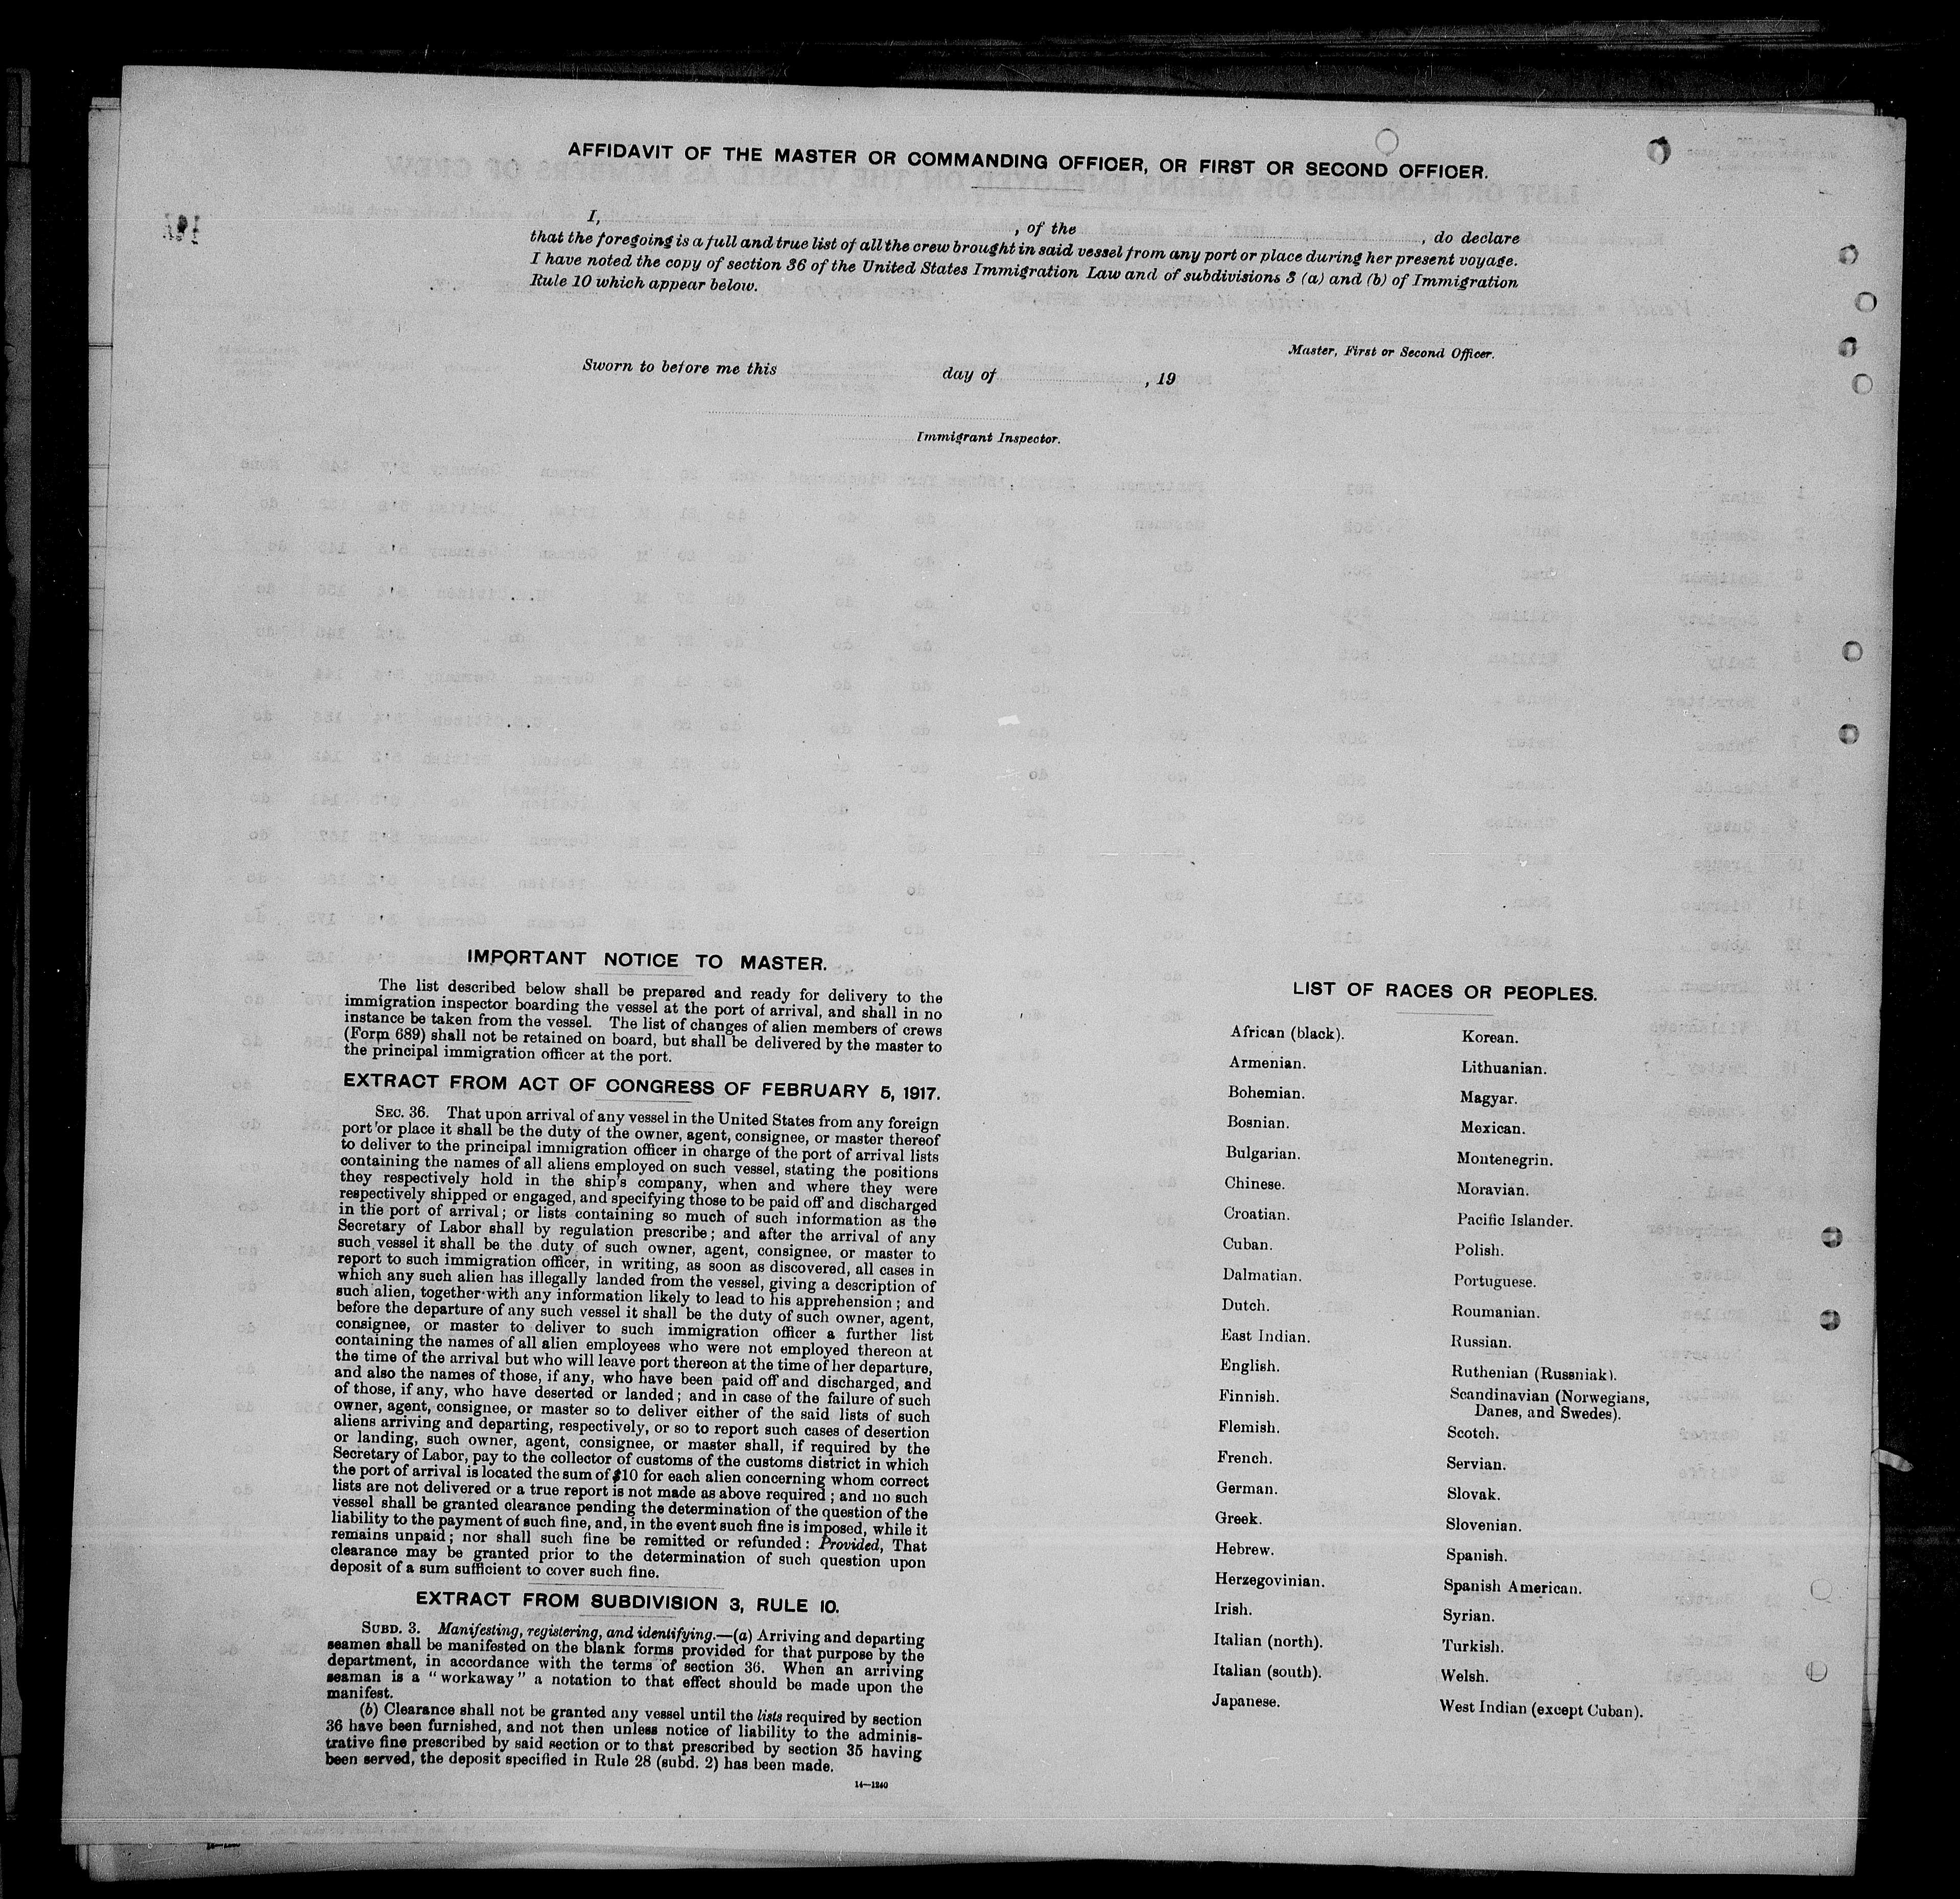 AFFIDAVIT OF THE MASTER OR COMMANDING OFFICER, OR FIRST OR SECOND OFFICER.
I, , of the , do declare
that the foregoing is a full and true list of all the crew brought in said vessel from any port or place during her present voyage.
I have noted the copy of section 36 of the United States Immigration Law and of subdivisions 3 (a) and (b) of Immigration
Rule 10 which appear below.
Master, First or Second Officer.
Sworn to before me this day of , 19
Immigrant Inspector.
IMPORTANT NOTICE TO MASTER.
The list described below shall be prepared and ready for delivery to the
immigration inspector boarding the vessel at the port of arrival, and shall in no
instance be taken from the vessel. The list of changes of alien members of crews
(Form 689) shall not be retained on board, but shall be delivered by the master to
the principal immigration officer at the port.
EXTRACT FROM ACT OF CONGRESS OF FEBRUARY 5, 1917.
SEC. 36. That upon arrival of any vessel in the United States from any foreign
port or place it shall be the duty of the owner, agent, consignee, or master thereof
to deliver to the principal immigration officer in charge of the port of arrival lists
containing the names of all aliens employed on such vessel, stating the positions
they respectively hold in the ship's company, when and where they were
respectively shipped or engaged, and specifying those to be paid off and discharged
in the port of arrival; or lists containing so much of such information as the
Secretary of Labor shall by regulation prescribe; and after the arrival of any
such vessel it shall be the duty of such owner, agent, consignee, or master to
report to such immigration officer, in writing, as soon as discovered, all cases in
which any such alien has illegally landed from the vessel, giving a description of
such alien, together with any information likely to lead to his apprehension; and
before the departure of any such vessel it shall be the duty of such owner, agent,
consignee, or master to deliver to such immigration officer a further list
containing the names of all alien employees who were not employed thereon at
the time of the arrival but who will leave port thereon at the time of her departure,
and also the names of those, if any, who have been paid off and discharged, and
of those, if any, who have deserted or landed; and in case of the failure of such
owner, agent, consignee, or master so to deliver either of the said lists of such
aliens arriving and departing, respectively, or so to report such cases of desertion
or landing, such owner, agent, consignee, or master shall, if required by the
Secretary of Labor, pay to the collector of customs of the customs district in which
the port of arrival is located the sum of $10 for each alien concerning whom correct
lists are not delivered or a true report is not made as above required; and no such
vessel shall be granted clearance pending the determination of the question of the
liability to the payment of such fine, and, in the event such fine is imposed, while it
remains unpaid; nor shall such fine be remitted or refunded: Provided, That
clearance may be granted prior to the determination of such question upon
deposit of a sum sufficient to cover such fine.
EXTRACT FROM SUBDIVISION 3, RULE 10.
SUBD. 3. Manifesting, registering, and identifying.—(a) Arriving and departing
seamen shall be manifested on the blank forms provided for that purpose by the
department, in accordance with the terms of section 36. When an arriving
seaman is a "workaway" a notation to that effect should be made upon the
manifest.
(b) Clearance shall not be granted any vessel until the lists required by section
36 have been furnished, and not then unless notice of liability to the adminis-
trative fine prescribed by said section or to that prescribed by section 35 having
been served, the deposit specified in Rule 28 (subd. 2) has been made.
14—1240
LIST OF RACES OR PEOPLES.
African (black).
Armenian.
Bohemian.
Bosnian.
Bulgarian.
Chinese.
Croatian.
Cuban.
Dalmatian.
Dutch.
East Indian.
English.
Finnish.
Flemish.
French.
German.
Greek.
Hebrew.
Herzegovinian.
Irish.
Italian (north).
Italian (south).
Japanese.
Korean.
Lithuanian.
Magyar.
Mexican.
Montenegrin.
Moravian.
Pacific Islander.
Polish.
Portuguese.
Roumanian.
Russian.
Ruthenian (Russniak).
Scandinavian (Norwegians,
Danes, and Swedes).
Scotch.
Servian.
Slovak.
Slovenian.
Spanish.
Spanish American.
Syrian.
Turkish.
Welsh.
West Indian (except Cuban).